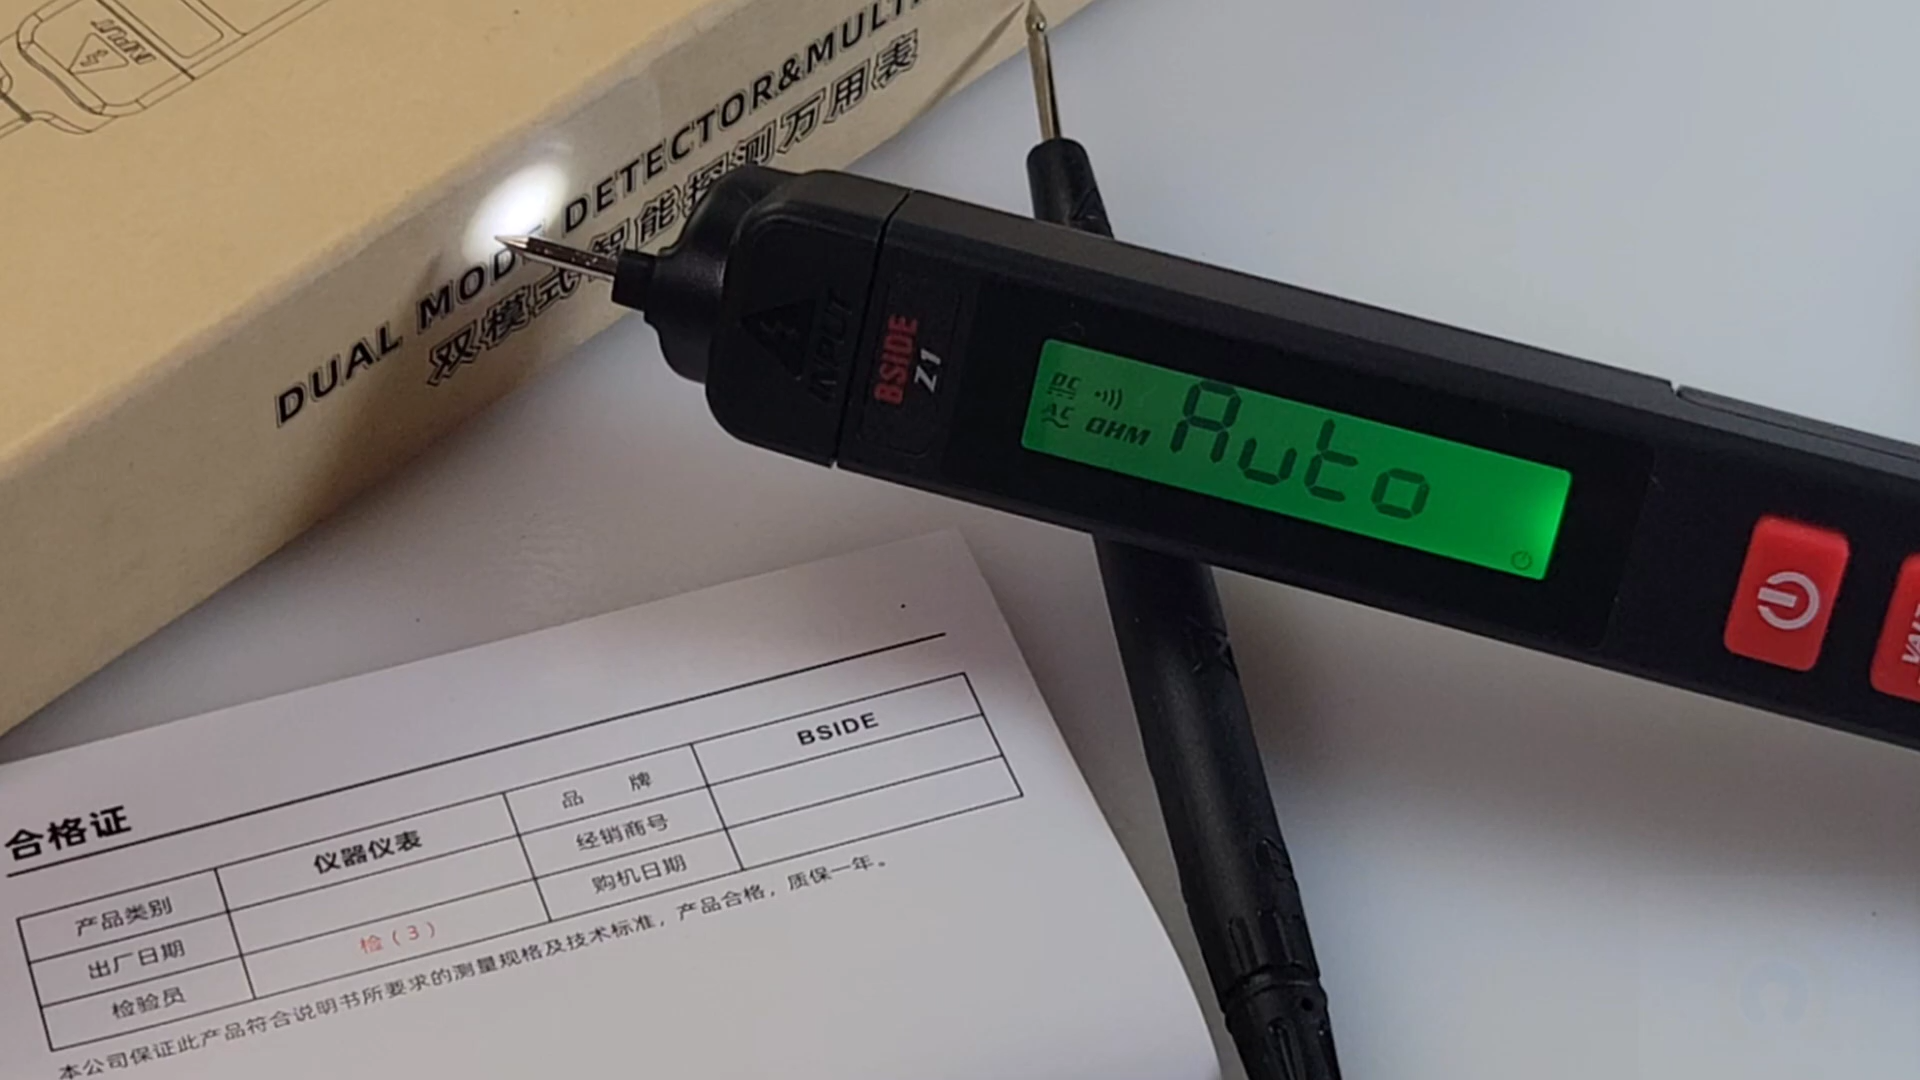 INPUT
DUAL MODE DETECTOR&MULTI
双模式智能探测万用表
INPUT
BSIDE
Z1
DC
AC
OHM
Auto
合格证
产品类别 仪器仪表 品 牌 BSIDE
出厂日期 经销商号
检验员 检（3） 购机日期
本公司保证此产品符合说明书所要求的测量规格及技术标准，产品合格，质保一年。